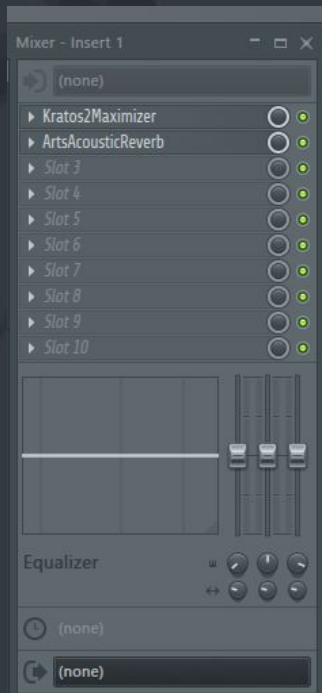 Mixer - Insert 1
(none)
Kratos2Maximizer
ArtsAcousticReverb
Slot 3
Slot 4
Slot 5
Slot 6
Slot 7
Slot 8
Slot 9
Slot 10
Equalizer
(none)
(none)